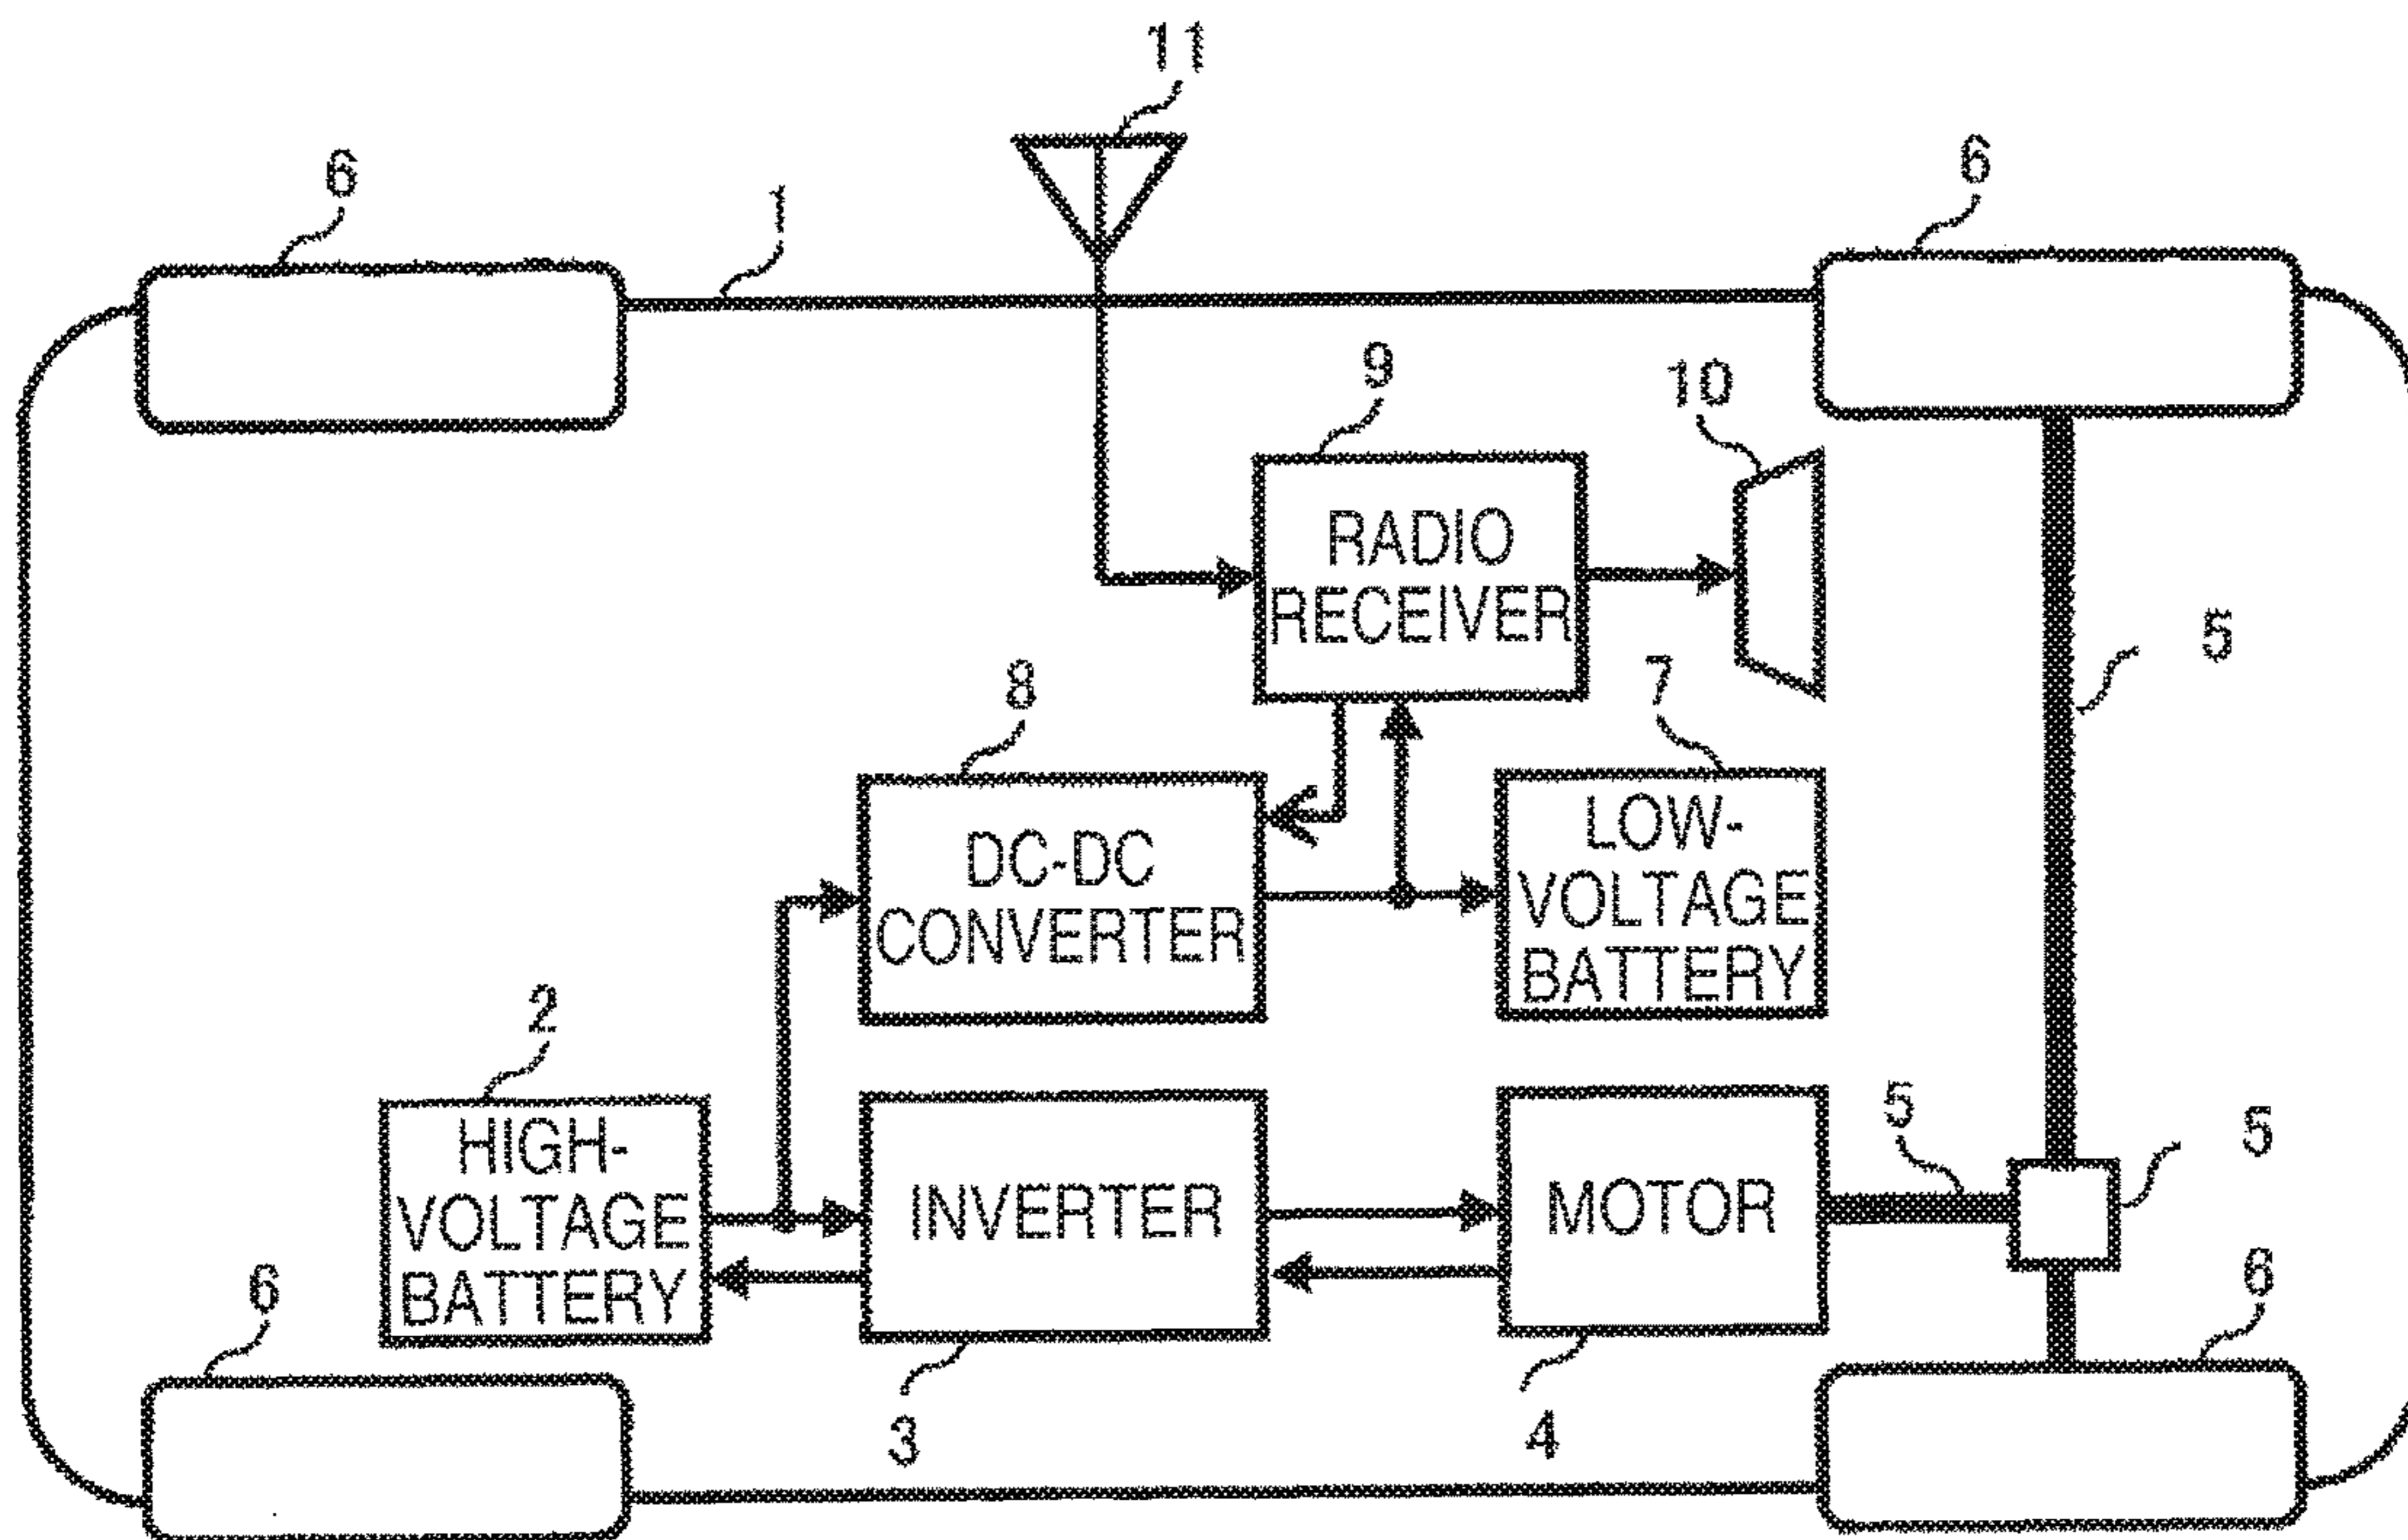 11
6
1
6
9
10
RADIO
RECEIVER
5
8
7
DC-DC
CONVERTER
LOW-
VOLTAGE
BATTERY
2
HIGH-
VOLTAGE
BATTERY
INVERTER
MOTOR
5
5
6
6
3
4